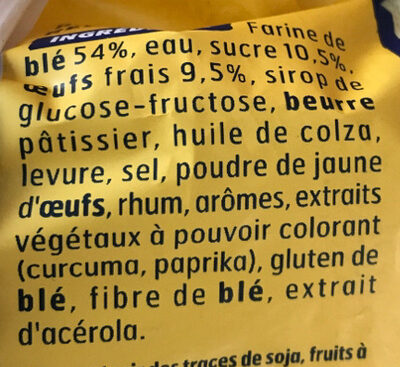 Farine de
blé 54%, eau, sucre 10,5%,
œufs frais 9,5%, sirop de
glucose-fructose, beurre
pâtissier, huile de colza,
levure, sel, poudre de jaune
d'œufs, rhum, arômes, extraits
végétaux à pouvoir colorant
(curcuma, paprika), gluten de
blé, fibre de blé, extrait
d'acérola.
traces de soja, fruits à